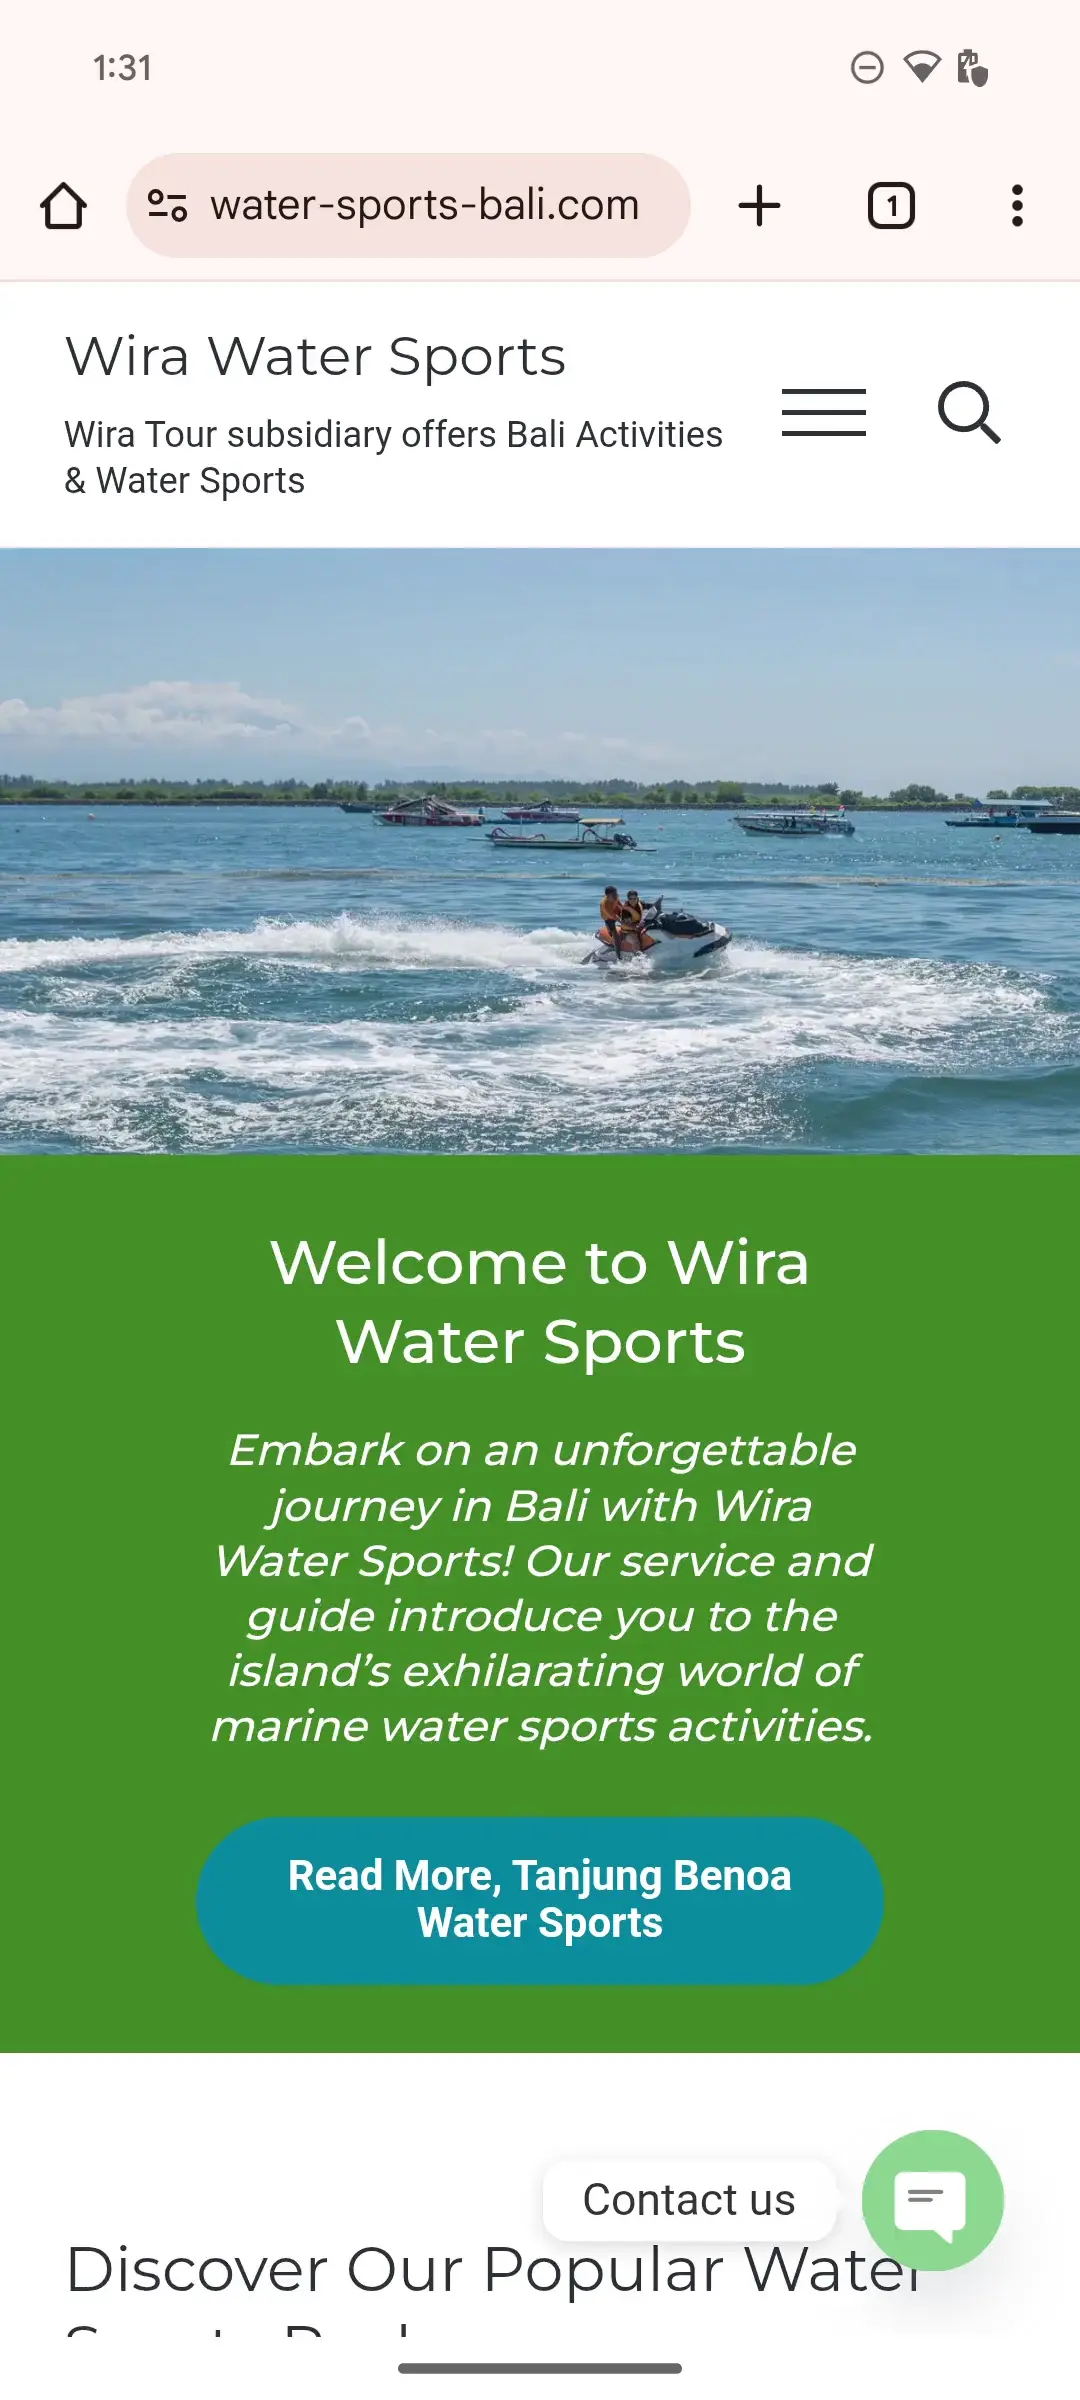 1:31
water-sports-bali.com
1
Wira Water Sports
Wira Tour subsidiary offers Bali Activities
& Water Sports
Welcome to Wira
Water Sports
Embark on an unforgettable
journey in Bali with Wira
Water Sports! Our service and
guide introduce you to the
island’s exhilarating world of
marine water sports activities.
Read More, Tanjung Benoa
Water Sports
Contact us
Discover Our Popular Water